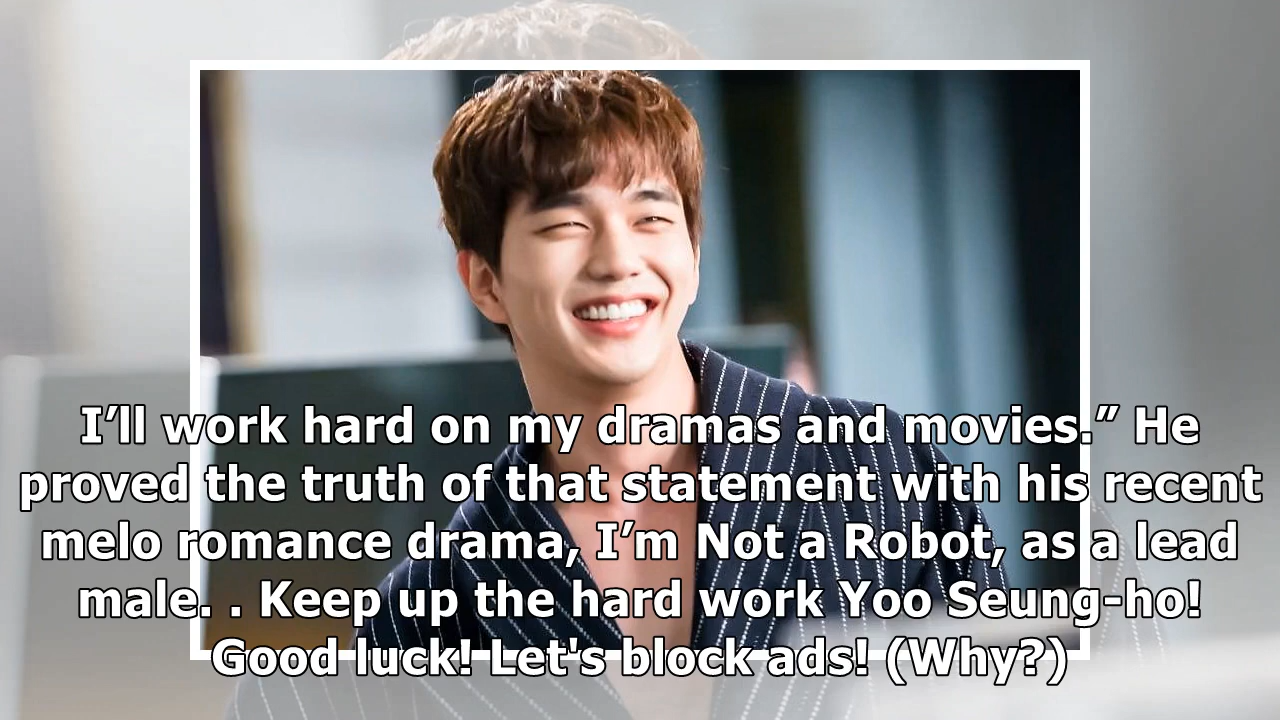 I’ll work hard on my dramas and movies.” He
proved the truth of that statement with his recent
melo romance drama, I’m Not a Robot, as a lead
male. . Keep up the hard work Yoo Seung-ho!
Good luck! Let's block ads! (Why?)